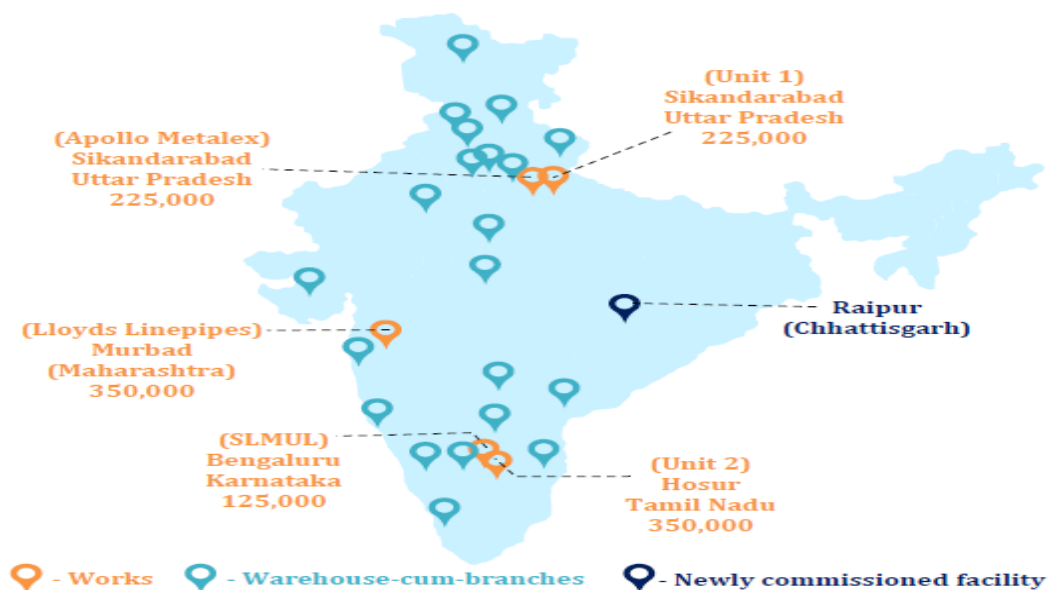 (Unit 1)
Sikandarabad
Uttar Pradesh
225,000
(Apollo Metalex)
Sikandarabad
Uttar Pradesh
225,000
Raipur
(Chhattisgarh)
(Lloyds Linepipes)
Murbad
(Maharashtra)
350,000
(SLMUL)
Bengaluru
Karnataka
125,000
(Unit 2)
Hosur
Tamil Nadu
350,000
- Works
- Warehouse-cum-branches
- Newly commissioned facility